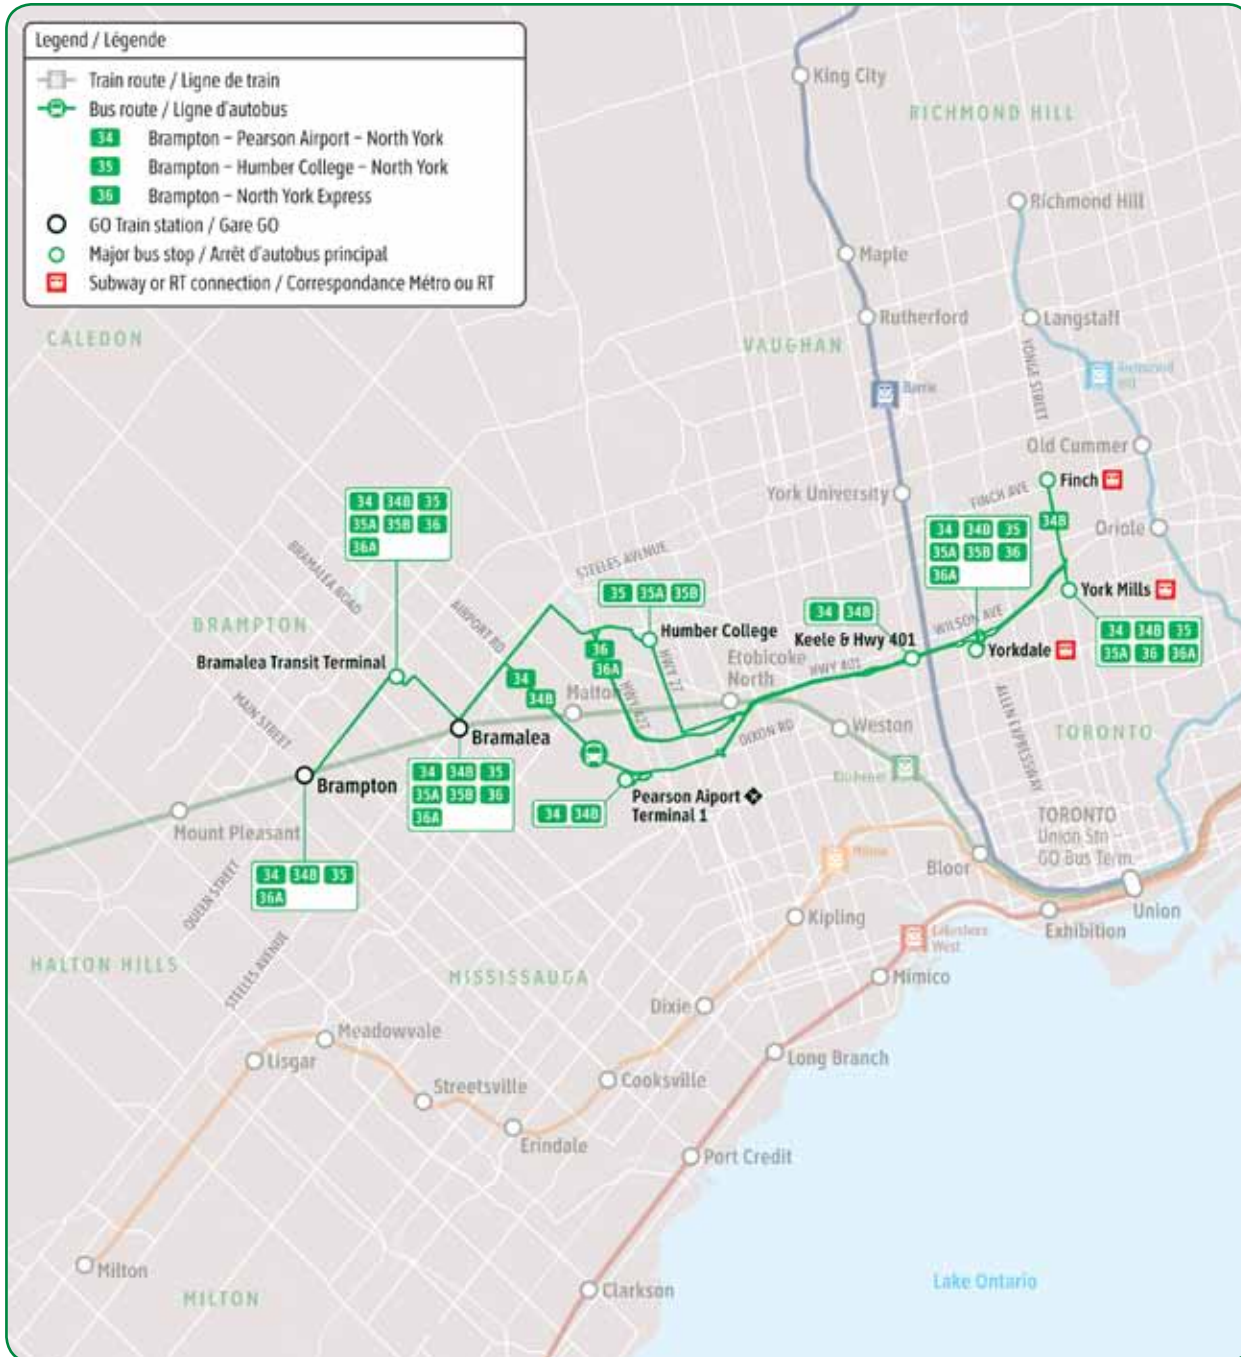 Legend / Légende
Train route / Ligne de train
Bus route / Ligne d'autobus
34 Brampton – Pearson Airport – North York
35 Brampton – Humber College – North York
36 Brampton – North York Express
GO Train station / Gare GO
Major bus stop / Arrêt d'autobus principal
Subway or RT connection / Correspondance Métro ou RT
King City
RICHMOND HILL
Richmond Hill
Maple
Rutherford
Langstaff
CALEDON
VAUGHAN
YONGE STREET
Richmond
Hill
Barrie
Old Cummer
Finch
FINCH AVE
York University
34B
Oriole
34 34B 35
35A 35B 36
36A
34 34B 35
35A 35B 36
36A
BRAMALEA ROAD
STEELES AVENUE
AIRPORT RD
35 35A 35B
York Mills
34 34B
WILSON AVE
BRAMPTON
Humber College
Keele & Hwy 401
34 34B 35
35A 36 36A
Bramalea Transit Terminal
36
36A
Yorkdale
Etobicoke
North
HWY 401
HWY 27
34
34B
Malton
HWY 427
MAIN STREET
DIXON RD
Weston
ALLEN EXPRESSWAY
TORONTO
Bramalea
Brampton
34 34B 35
35A 35B 36
36A
Kitchener
Pearson Aiport
Terminal 1
34 34B
Mount Pleasant
TORONTO
Union Stn –
GO Bus Term.
Milton
Bloor
34 34B 35
36A
QUEEN STREET
Kipling
Union
Exhibition
Lakeshore
West
STEELES AVENUE
HALTON HILLS
MISSISSAUGA
Mimico
Dixie
Meadowvale
Lisgar
Long Branch
Cooksville
Streetsville
Erindale
Port Credit
Milton
Clarkson
Lake Ontario
MILTON